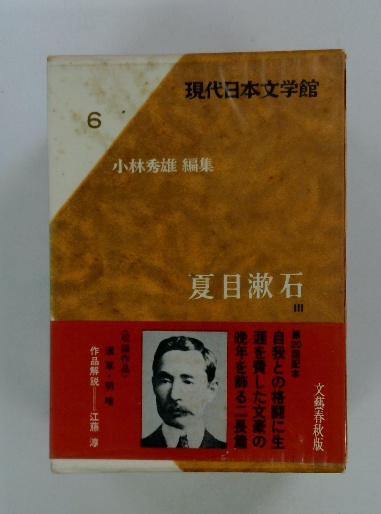 現代日本文学館
6
小林秀雄 編集
夏目漱石
III
文藝春秋版
第20回配本
自我との格闘に生
涯を費した文豪の
晩年を飾る二長篇
《収録作品》
道草・明暗
作品解説――江藤 淳